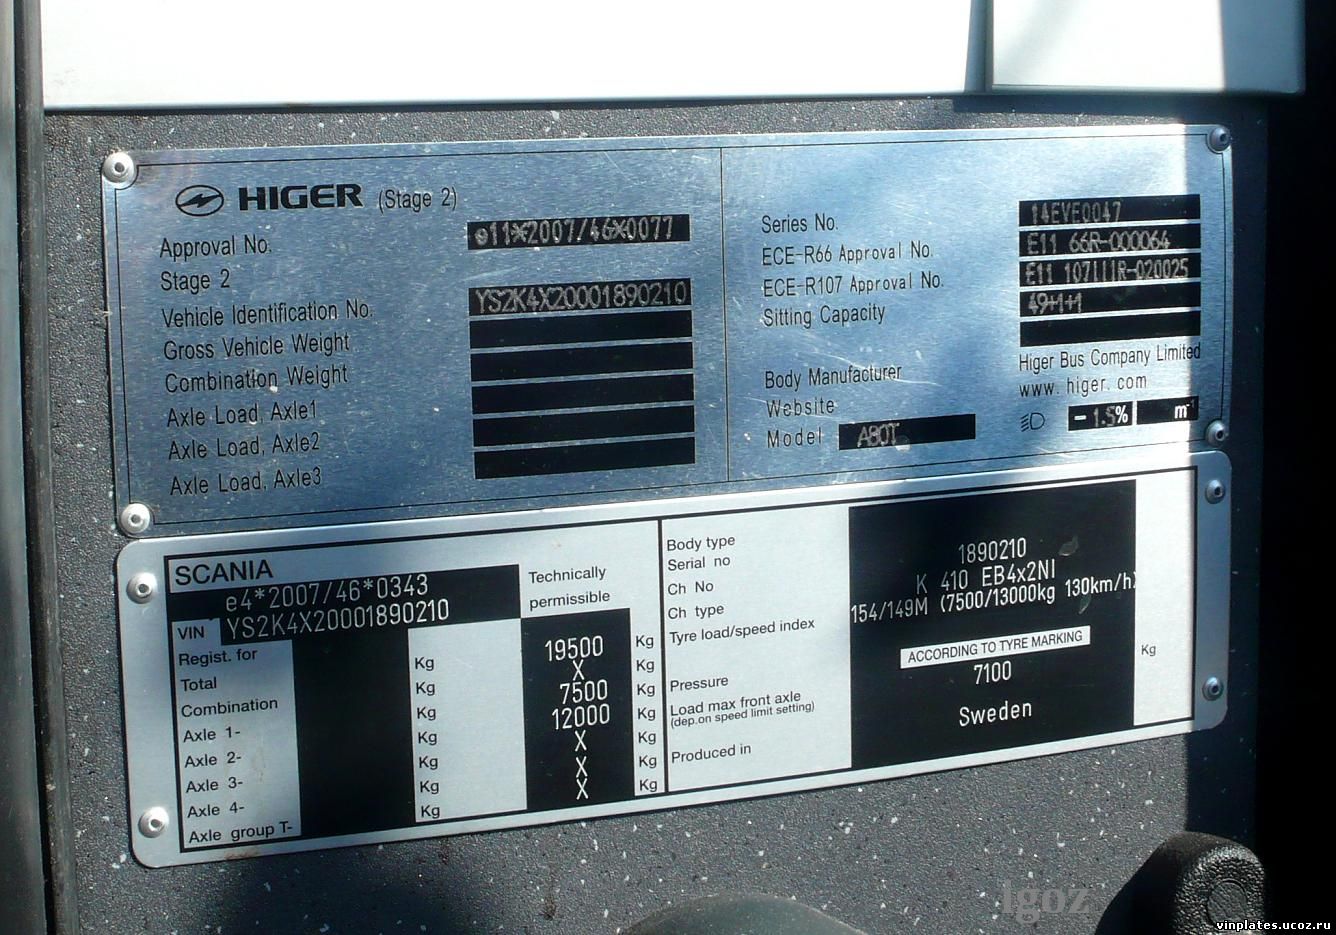 HIGER (Stage 2)
Approval No. e11*2007/46X0077
Stage 2
Vehicle Identification No. YS2K4X20001890210
Gross Vehicle Weight
Combination Weight
Axle Load, Axle1
Axle Load, Axle2
Axle Load, Axle3
Series No. 14EYE0047
ECE-R66 Approval No. E11 66R-000064
ECE-R107 Approval No. E11 107111R-020025
Sitting Capacity 49+1+1
Body Manufacturer Higer Bus Company Limited
Website www. higer. com
Model A80T
-1.5% m
SCANIA
e4*2007/46*0343
VIN YS2K4X20001890210
Technically
permissible
Regist. for
Total Kg 19500 Kg
Combination Kg X Kg
Axle 1- Kg 7500 Kg
Axle 2- Kg 12000 Kg
Axle 3- Kg X Kg
Axle 4- Kg X Kg
Axle group T- Kg X Kg
Body type
Serial no 1890210
Ch No
Ch type K 410 EB4x2NI
Tyre load/speed index 154/149M (7500/13000kg 130km/h)
Pressure ACCORDING TO TYRE MARKING
Load max front axle 7100 Kg
(dep.on speed limit setting)
Produced in Sweden
Igoz
vinplates.ucoz.ru